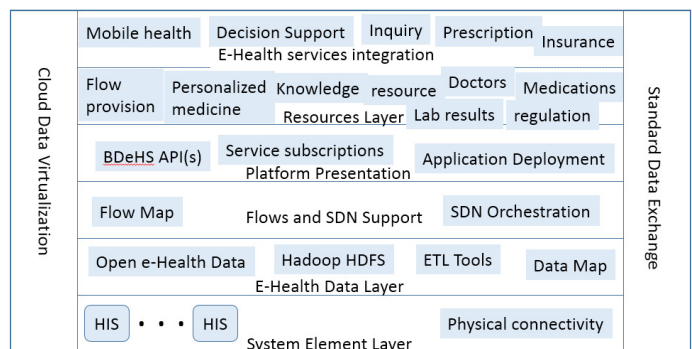 Cloud Data Virtualization
Mobile health
Decision Support
Inquiry
Prescription
Insurance
E-Health services integration
Flow
provision
Personalized
medicine
Knowledge
resource
Doctors
Medications
Resources Layer
Lab results
regulation
BDeHS API(s)
Service subscriptions
Application Deployment
Platform Presentation
Flow Map
Flows and SDN Support
SDN Orchestration
Open e-Health Data
Hadoop HDFS
ETL Tools
Data Map
E-Health Data Layer
HIS
• • •
HIS
Physical connectivity
System Element Layer
Standard Data Exchange